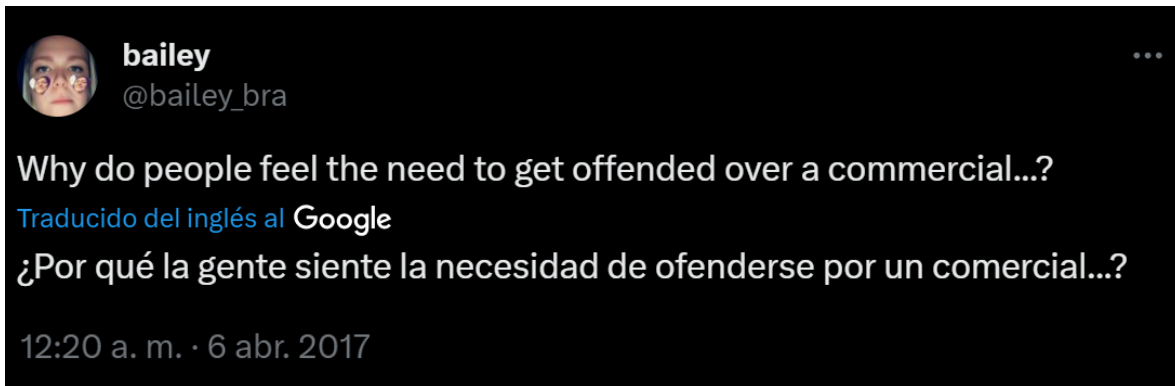 bailey
@bailey_bra
Why do people feel the need to get offended over a commercial...?
Traducido del inglés al Google
¿Por qué la gente siente la necesidad de ofenderse por un comercial...?
12:20 a. m. · 6 abr. 2017